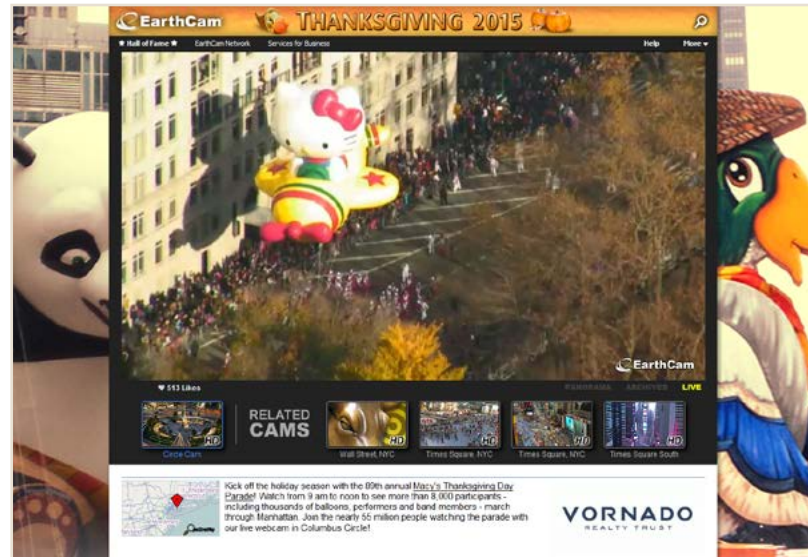 EarthCam
THANKSGIVING 2015
★ Hall of Fame ★ EarthCam Network Services for Business Help More
EarthCam
513 Likes PANORAMA ARCHIVES LIVE
RELATED
CAMS
HD HD HD HD HD
Circle Cam Wall Street, NYC Times Square, NYC Times Square, NYC Times Square South
Kick off the holiday season with the 89th annual Macy's Thanksgiving Day
Parade! Watch from 9 am to noon to see more than 8,000 participants -
including thousands of balloons, performers and band members - march
through Manhattan. Join the nearly 55 million people watching the parade with
our live webcam in Columbus Circle!
VORNADO
REALTY TRUST